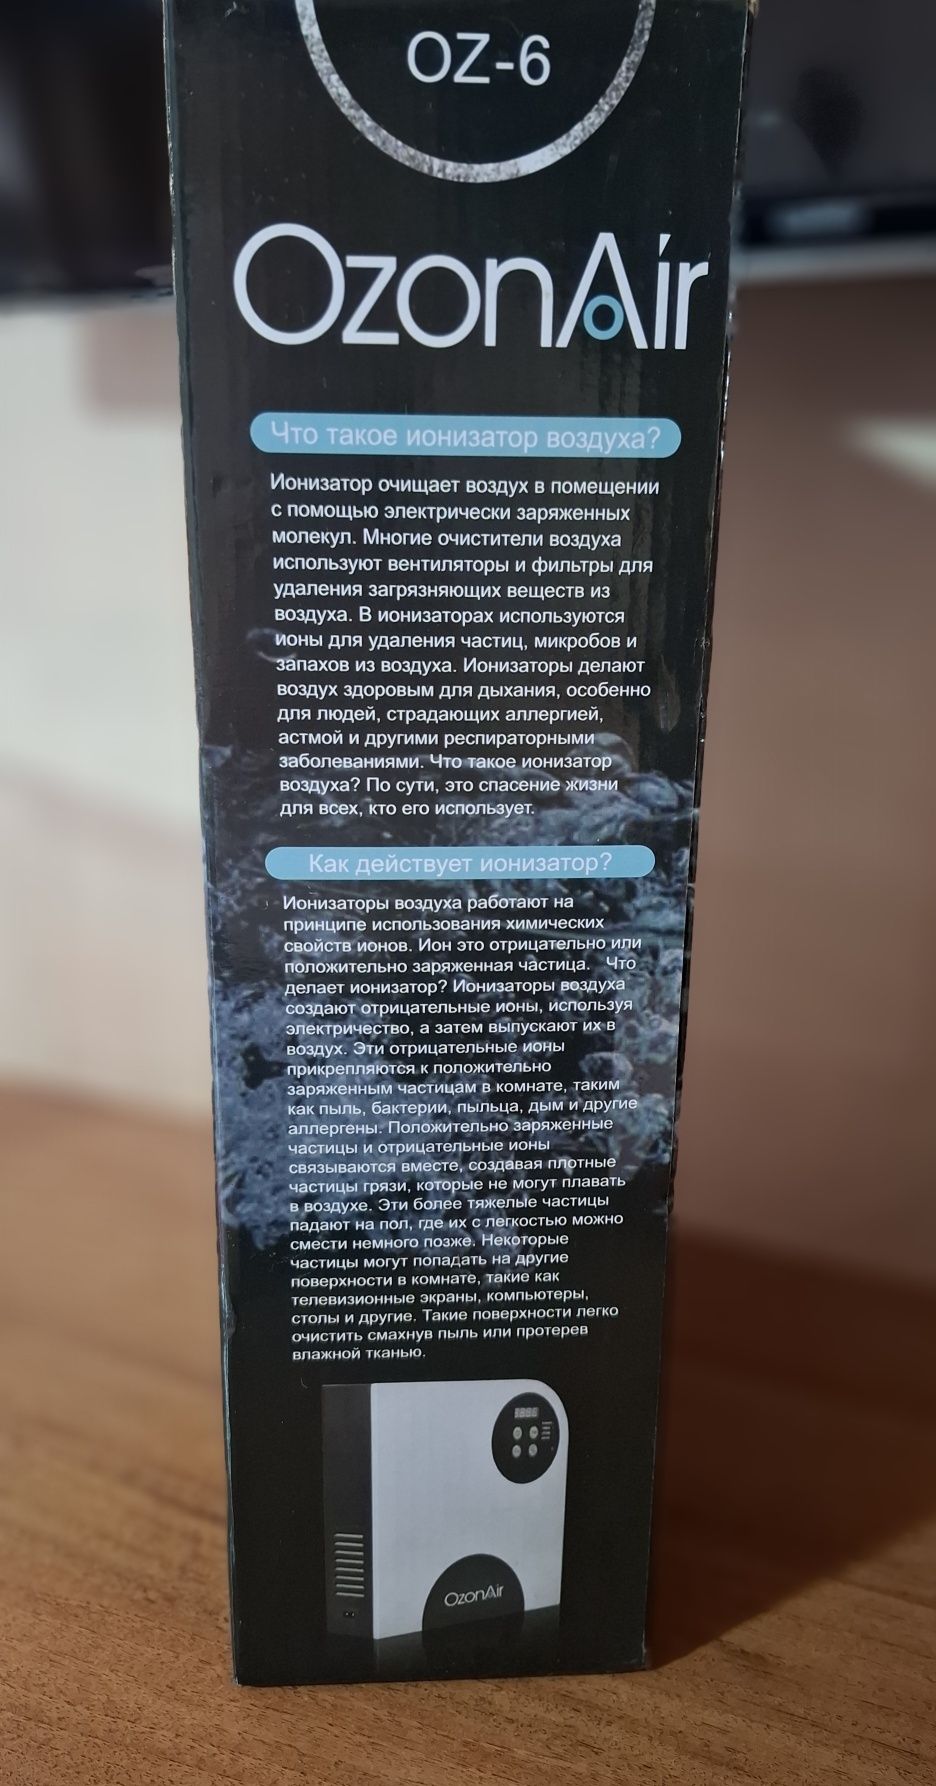 OZ-6
OzonAir
Что такое ионизатор воздуха?
Ионизатор очищает воздух в помещении
с помощью электрически заряженных
молекул. Многие очистители воздуха
используют вентиляторы и фильтры для
удаления загрязняющих веществ из
воздуха. В ионизаторах используются
ионы для удаления частиц, микробов и
запахов из воздуха. Ионизаторы делают
воздух здоровым для дыхания, особенно
для людей, страдающих аллергией,
астмой и другими респираторными
заболеваниями. Что такое ионизатор
воздуха? По сути, это спасение жизни
для всех, кто его использует.
Как действует ионизатор?
Ионизаторы воздуха работают на
принципе использования химических
свойств ионов. Ион это отрицательно или
положительно заряженная частица. Что
делает ионизатор? Ионизаторы воздуха
создают отрицательные ионы, используя
электричество, а затем выпускают их в
воздух. Эти отрицательные ионы
прикрепляются к положительно
заряженным частицам в комнате, таким
как пыль, бактерии, пыльца, дым и другие
аллергены. Положительно заряженные
частицы и отрицательные ионы
связываются вместе, создавая плотные
частицы грязи, которые не могут плавать
в воздухе. Эти более тяжелые частицы
падают на пол, где их с легкостью можно
смести немного позже. Некоторые
частицы могут попадать на другие
поверхности в комнате, такие как
телевизионные экраны, компьютеры,
столы и другие. Такие поверхности легко
очистить смахнув пыль или протерев
влажной тканью.
OzonAir